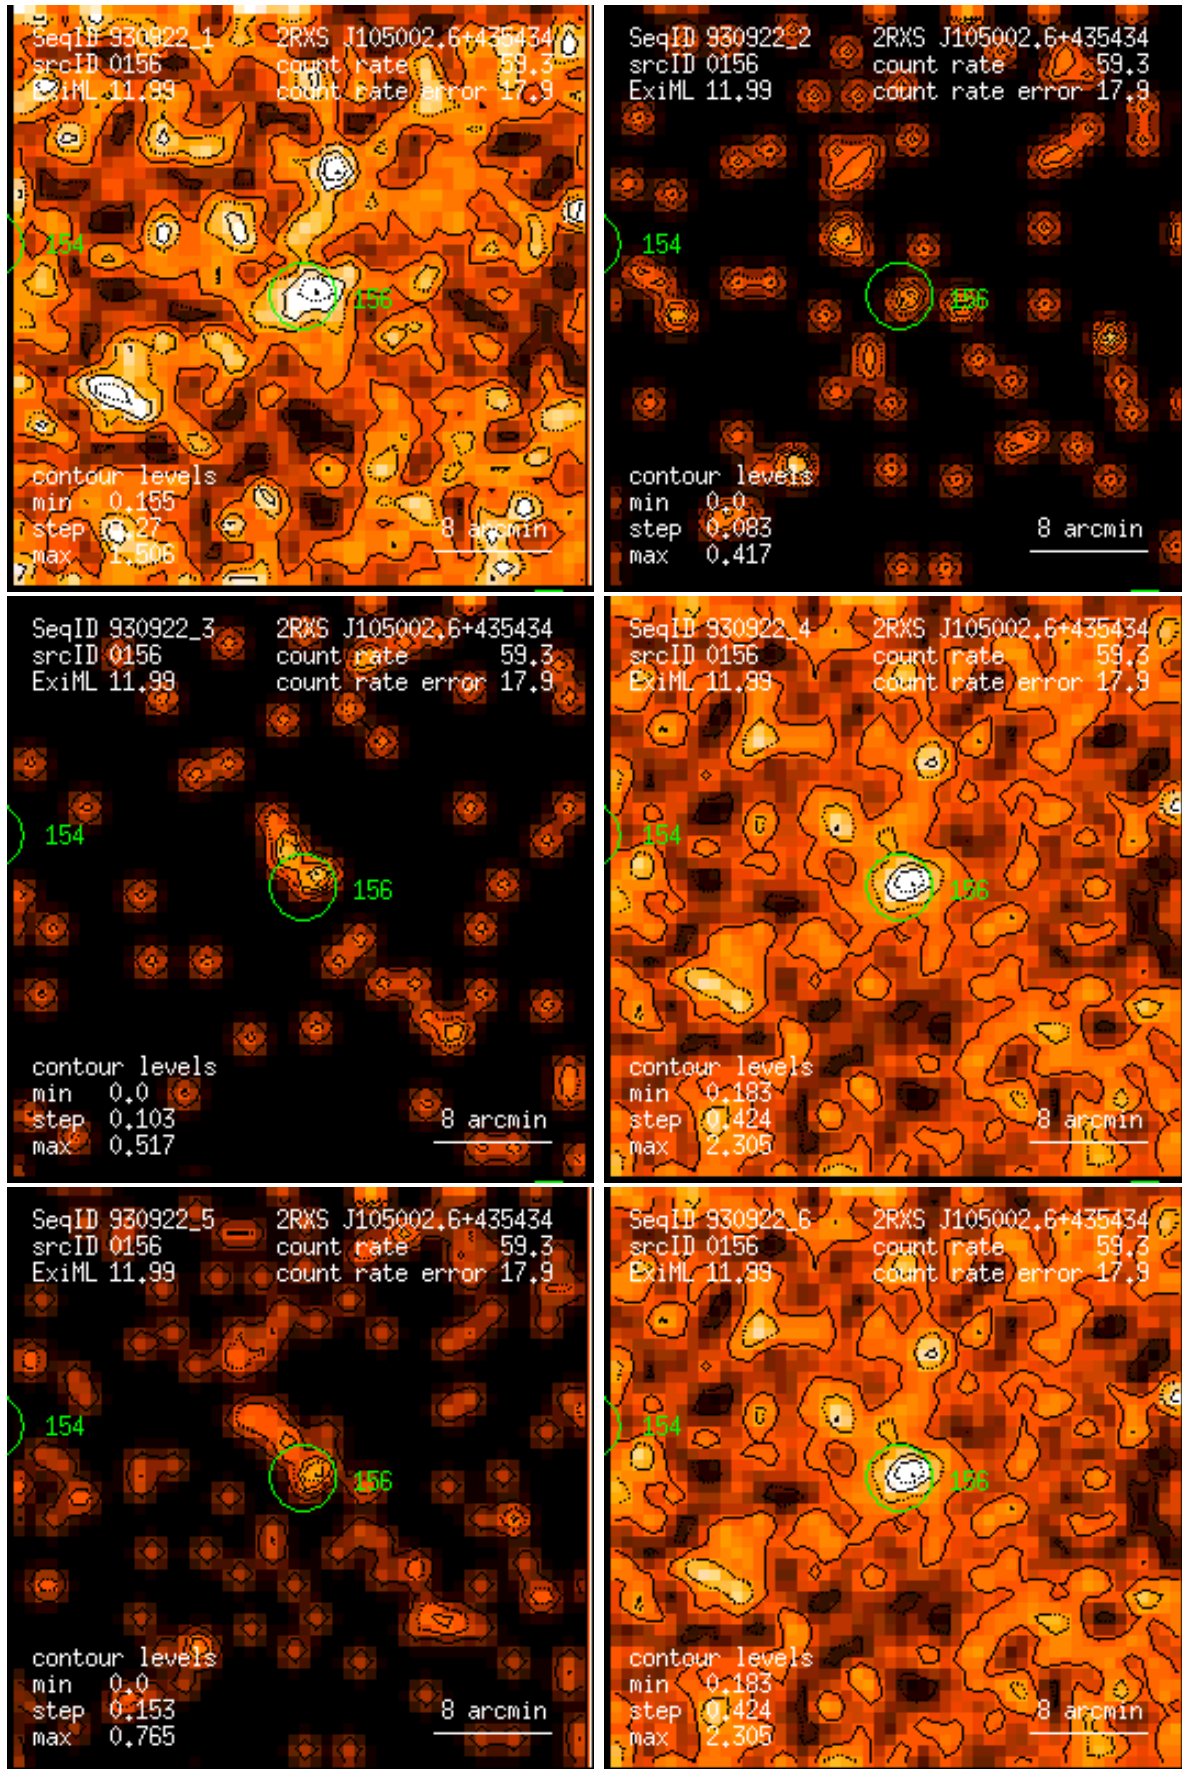 SeqID 930922_1 2RXS J105002.6+435434
srcID 0156 count rate 59.3
ExiML 11.99 count rate error 17.9
154
156
contour levels
min 0.155
step 0.27 8 arcmin
max 1.506
SeqID 930922_2 2RXS J105002.6+435434
srcID 0156 count rate 59.3
ExiML 11.99 count rate error 17.9
154
156
contour levels
min 0.0
step 0.083 8 arcmin
max 0.417
SeqID 930922_3 2RXS J105002.6+435434
srcID 0156 count rate 59.3
ExiML 11.99 count rate error 17.9
154
156
contour levels
min 0.0
step 0.103 8 arcmin
max 0.517
SeqID 930922_4 2RXS J105002.6+435434
srcID 0156 count rate 59.3
ExiML 11.99 count rate error 17.9
154
156
contour levels
min 0.183
step 0.424 8 arcmin
max 2.305
SeqID 930922_5 2RXS J105002.6+435434
srcID 0156 count rate 59.3
ExiML 11.99 count rate error 17.9
154
156
contour levels
min 0.0
step 0.153 8 arcmin
max 0.765
SeqID 930922_6 2RXS J105002.6+435434
srcID 0156 count rate 59.3
ExiML 11.99 count rate error 17.9
154
156
contour levels
min 0.183
step 0.424 8 arcmin
max 2.305